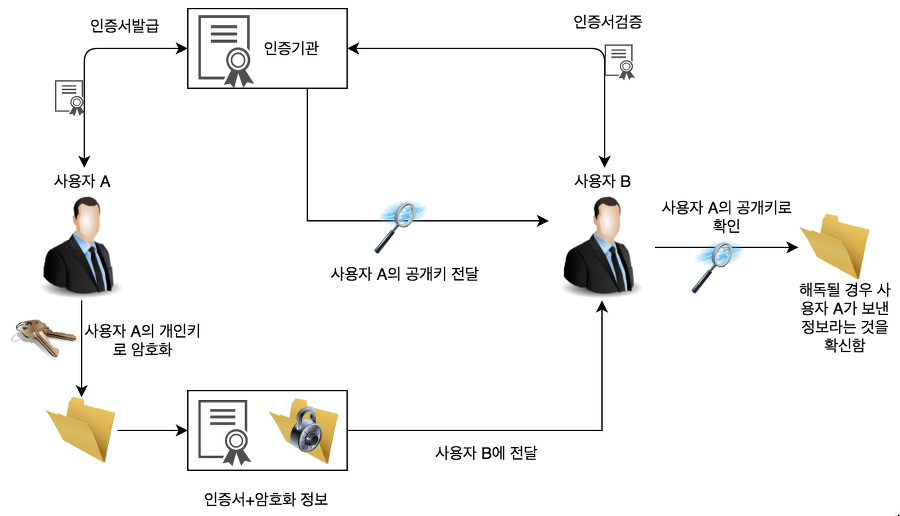 인증서발급
인증서검증
인증기관
사용자 A
사용자 B
사용자 A의 공개키로
확인
사용자 A의 공개키 전달
해독될 경우 사
용자 A가 보낸
정보라는 것을
확신함
사용자 A의 개인키
로 암호화
사용자 B에 전달
인증서+암호화 정보